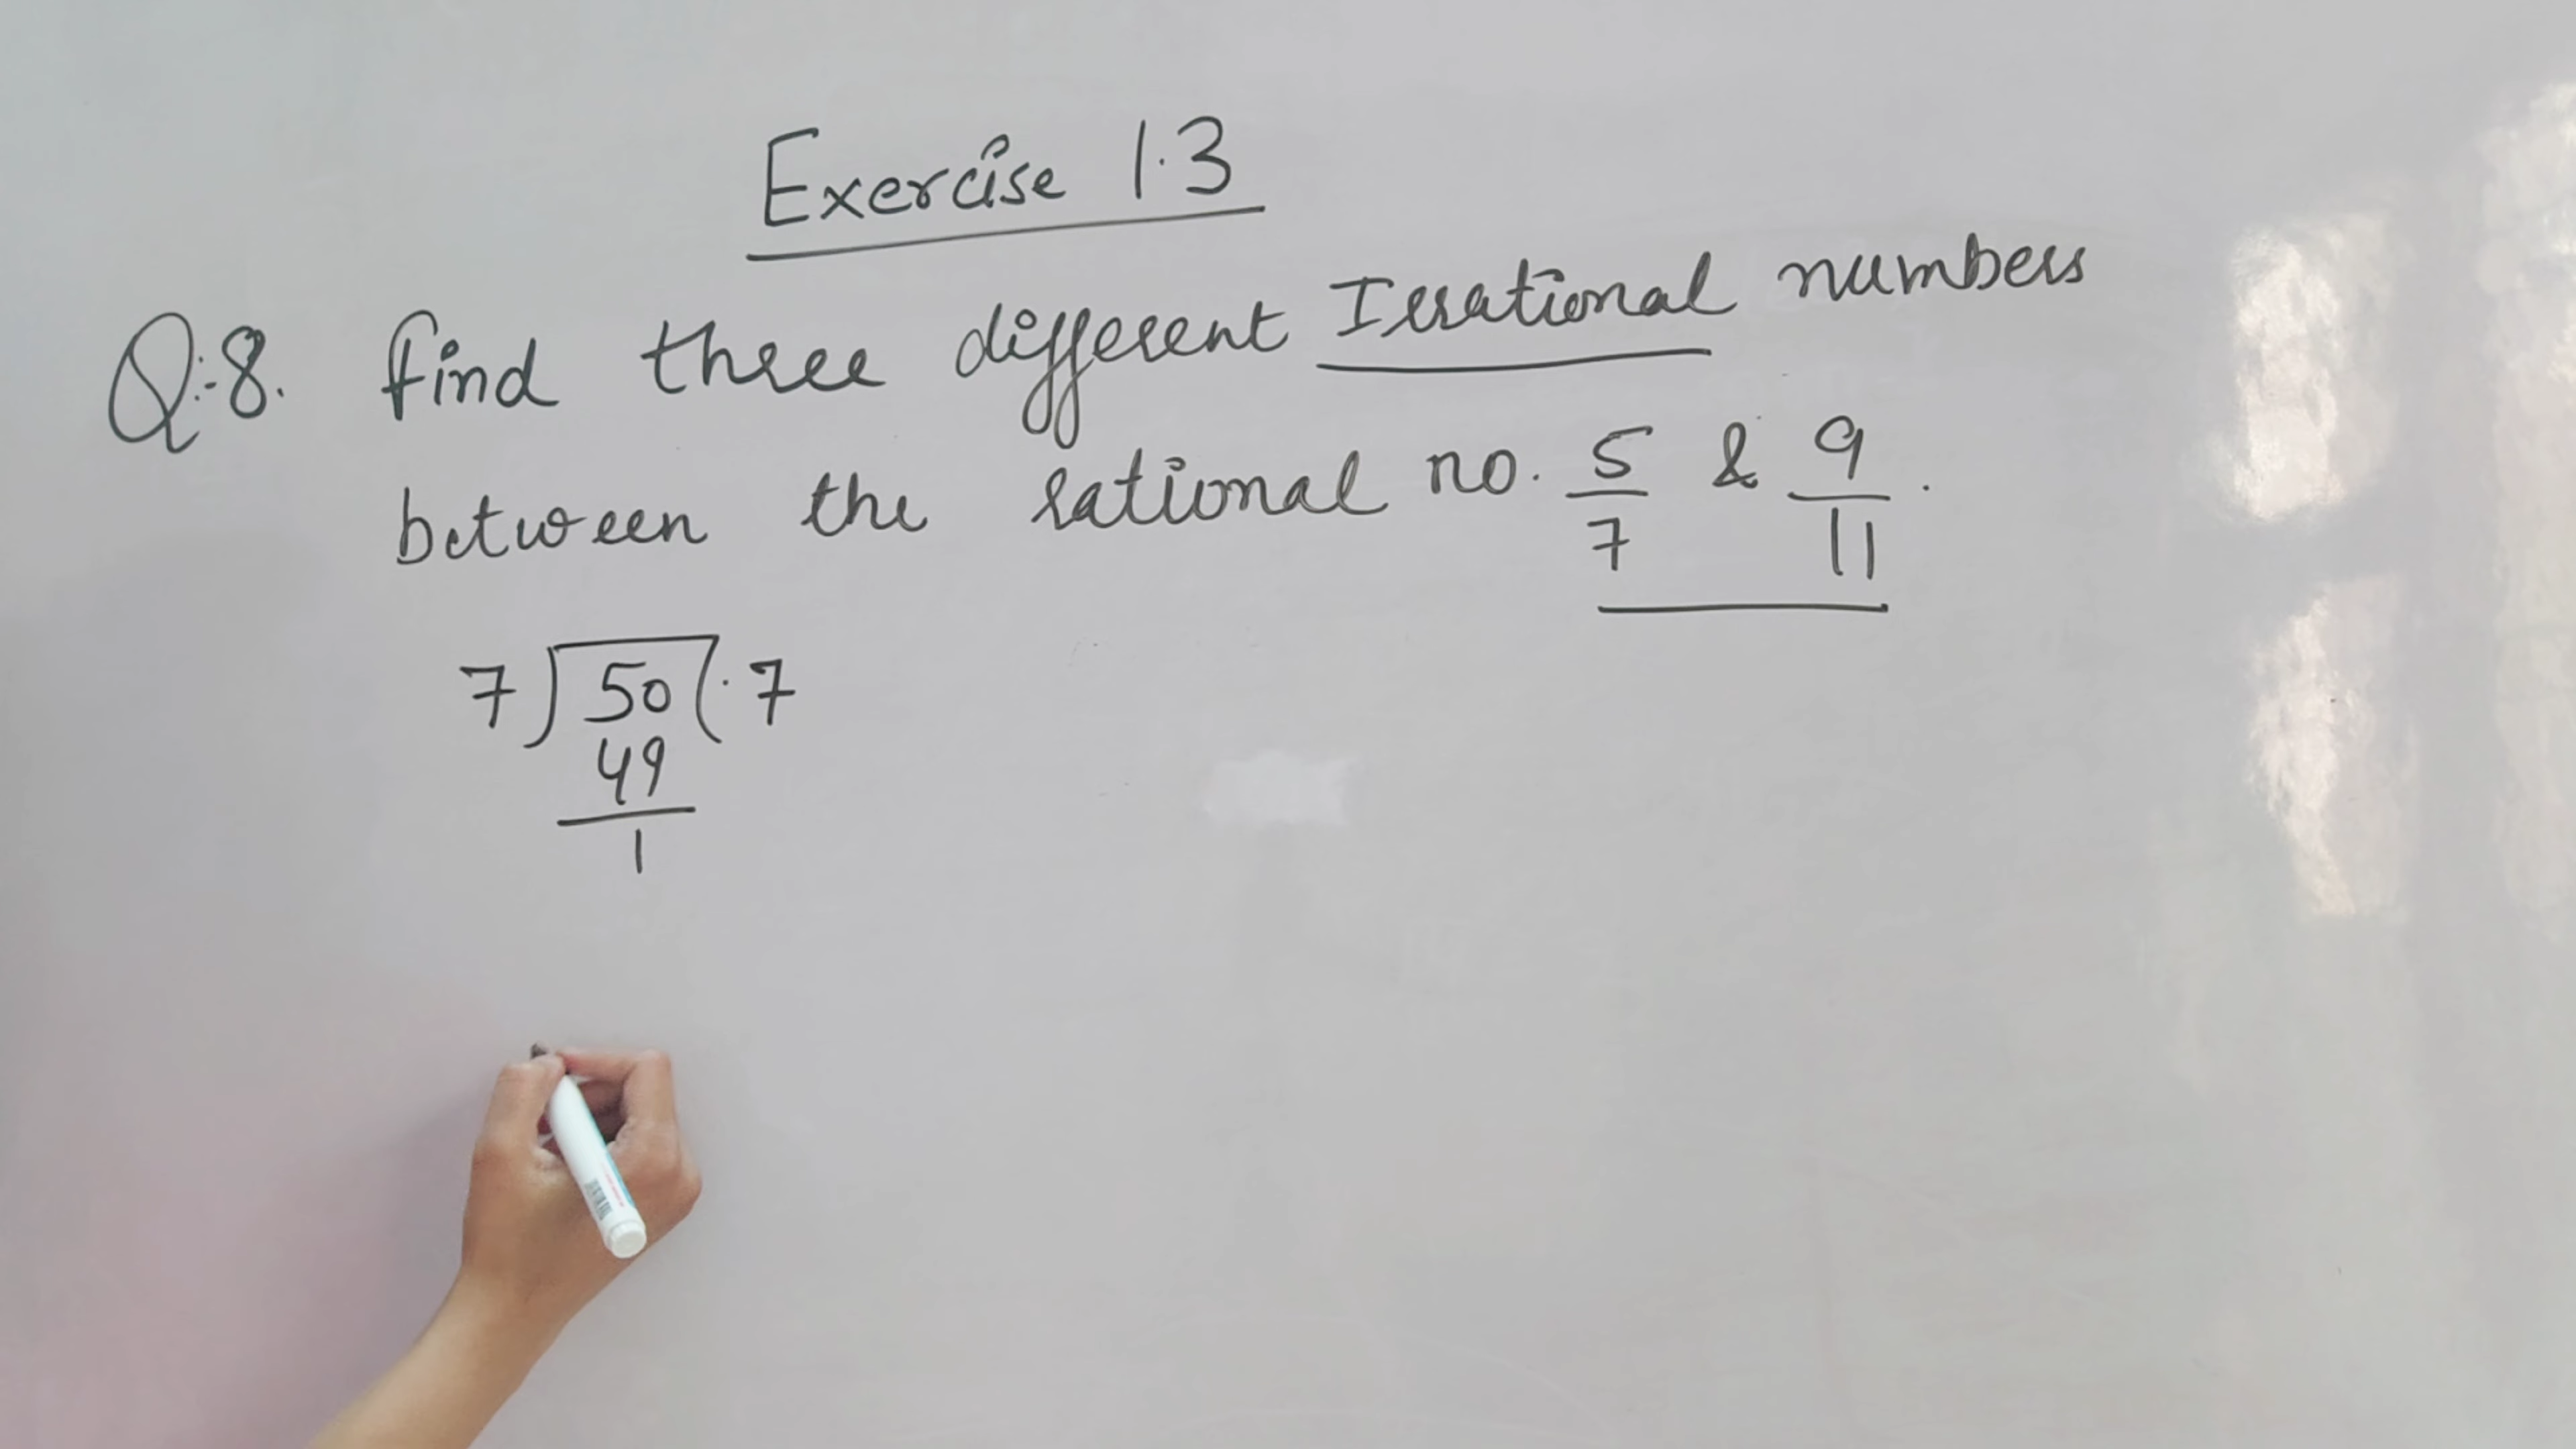 Exercise 1.3
Q:-8. find three different Irrational numbers
between the rational no. 5/7 & 9/11.
7 ) 50 ( .7
49
1